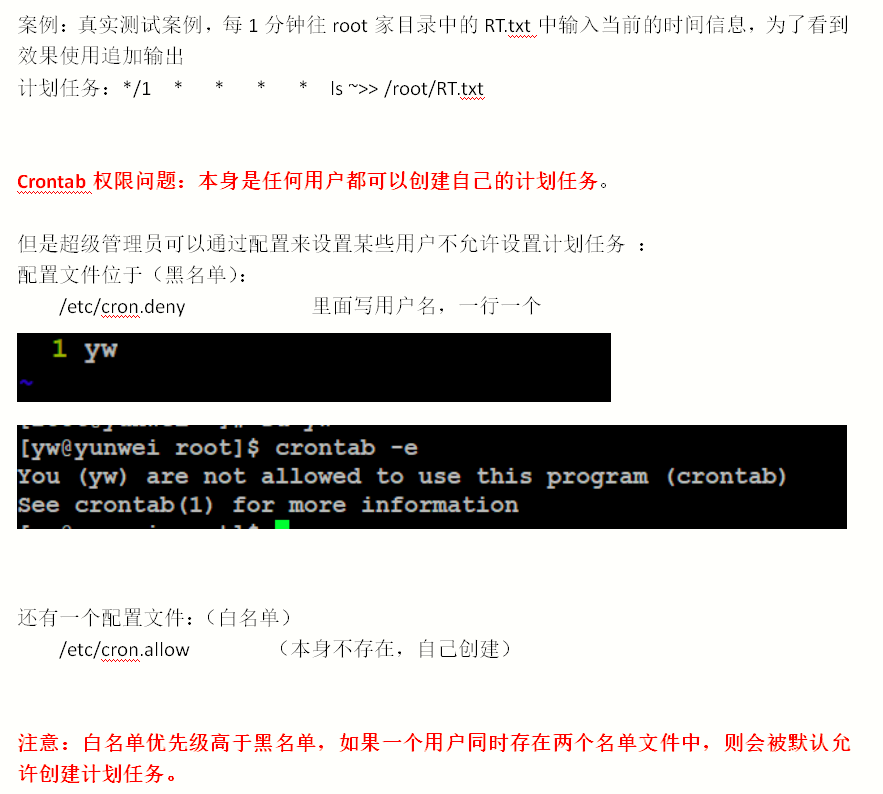 案例：真实测试案例，每 1 分钟往 root 家目录中的 RT.txt 中输入当前的时间信息，为了看到
效果使用追加输出
计划任务：*/1 * * * * ls ~>> /root/RT.txt
Crontab 权限问题：本身是任何用户都可以创建自己的计划任务。
但是超级管理员可以通过配置来设置某些用户不允许设置计划任务 ：
配置文件位于（黑名单）：
/etc/cron.deny 里面写用户名，一行一个
1 yw
~
[yw@yunwei root]$ crontab -e
You (yw) are not allowed to use this program (crontab)
See crontab(1) for more information
还有一个配置文件：（白名单）
/etc/cron.allow （本身不存在，自己创建）
注意：白名单优先级高于黑名单，如果一个用户同时存在两个名单文件中，则会被默认允
许创建计划任务。